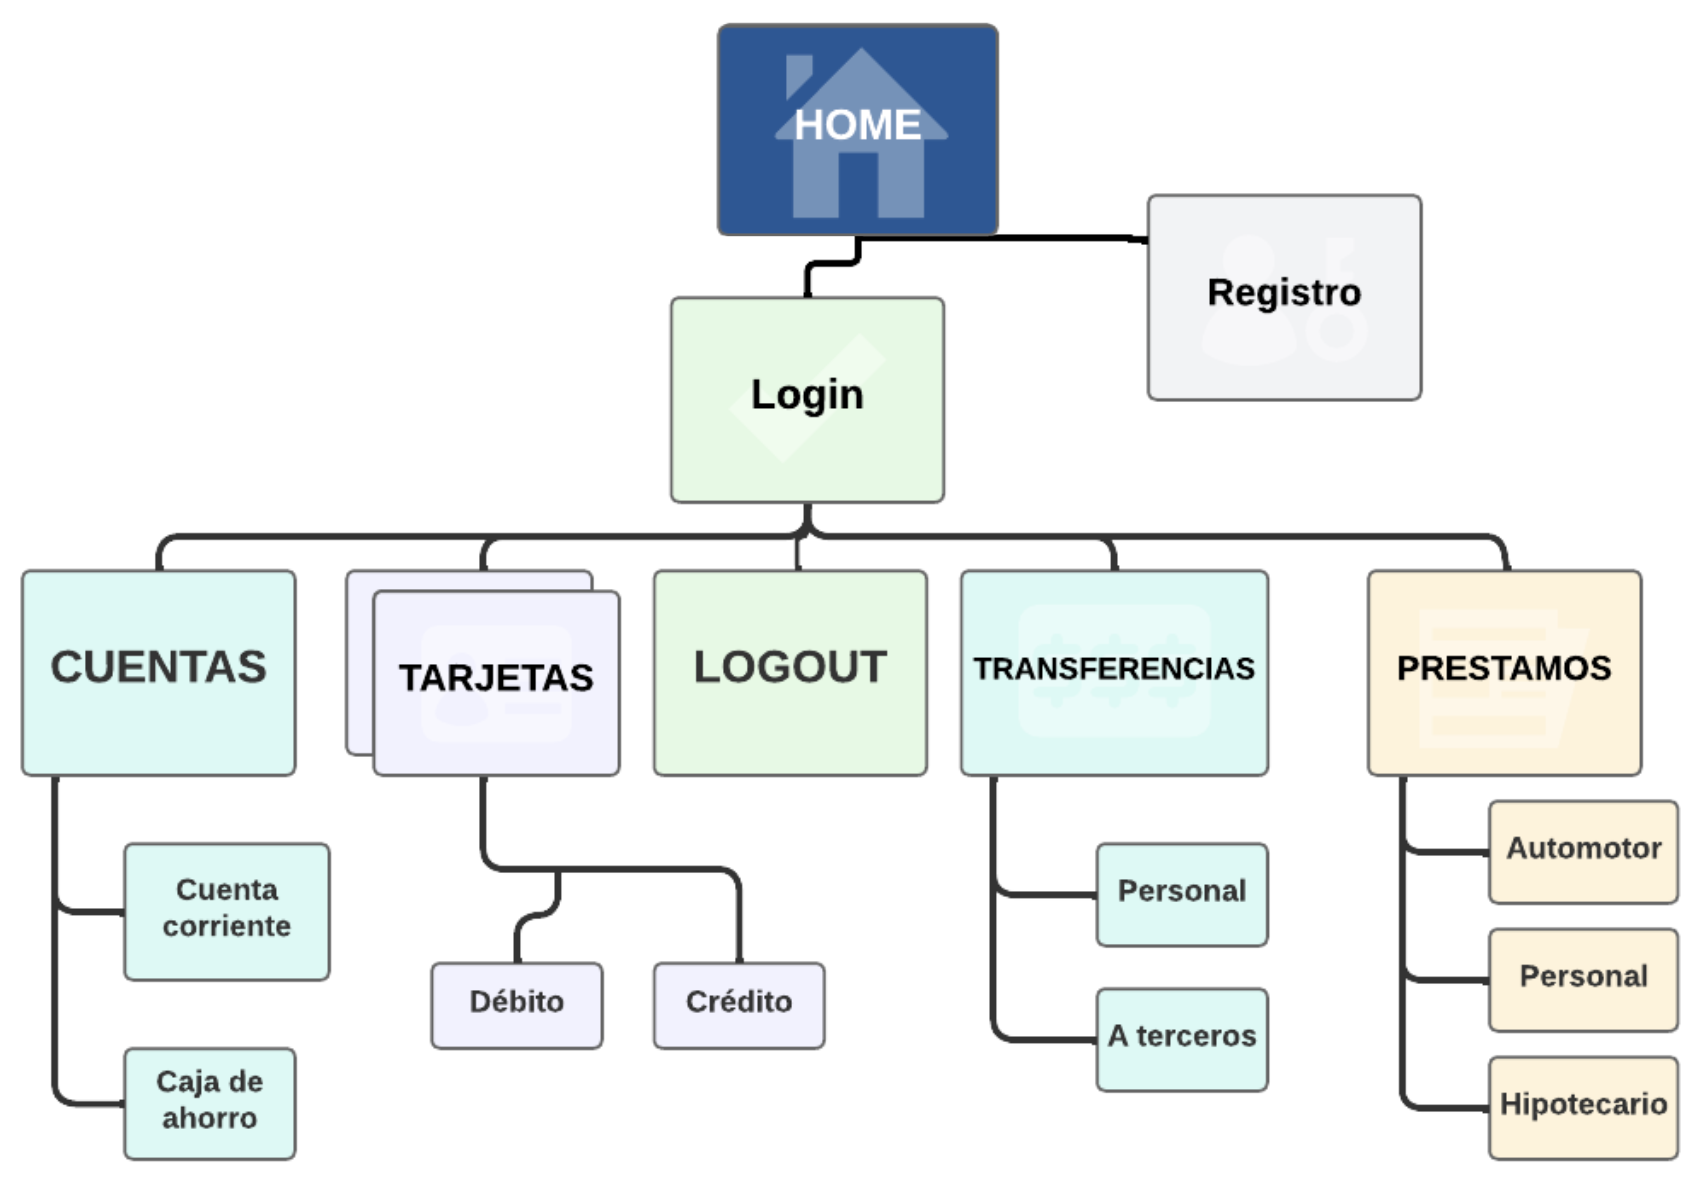 HOME
Registro
Login
CUENTAS
TARJETAS
LOGOUT
TRANSFERENCIAS
PRESTAMOS
Cuenta
corriente
Caja de
ahorro
Débito
Crédito
Personal
A terceros
Automotor
Personal
Hipotecario